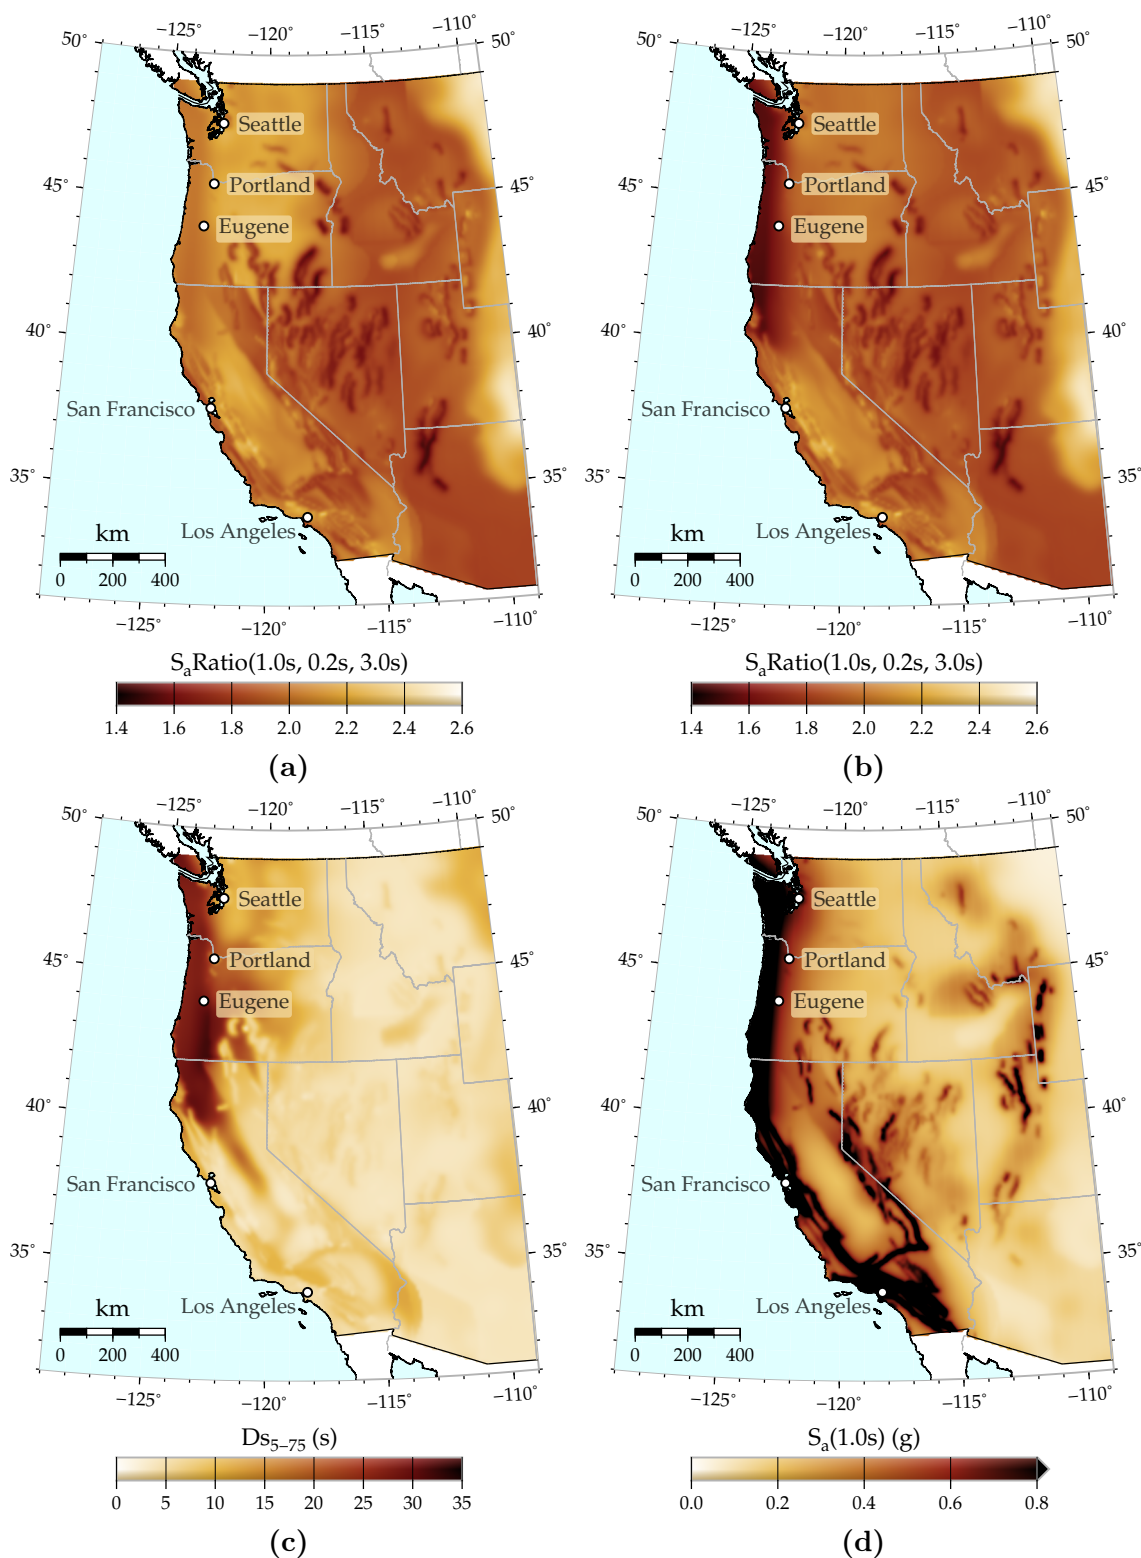 −125° −120° −115° −110°
50° 50°
Seattle
Portland
45° 45°
Eugene
40° 40°
San Francisco
35° 35°
Los Angeles
km
0 200 400
−125° −120° −115° −110°
SaRatio(1.0s, 0.2s, 3.0s)
1.4 1.6 1.8 2.0 2.2 2.4 2.6
(a)
−125° −120° −115° −110°
50° 50°
Seattle
Portland
45° 45°
Eugene
40° 40°
San Francisco
35° 35°
Los Angeles
km
0 200 400
−125° −120° −115° −110°
SaRatio(1.0s, 0.2s, 3.0s)
1.4 1.6 1.8 2.0 2.2 2.4 2.6
(b)
−125° −120° −115° −110°
50° 50°
Seattle
Portland
45° 45°
Eugene
40° 40°
San Francisco
35° 35°
Los Angeles
km
0 200 400
−125° −120° −115° −110°
Ds5–75 (s)
0 5 10 15 20 25 30 35
(c)
−125° −120° −115° −110°
50° 50°
Seattle
Portland
45° 45°
Eugene
40° 40°
San Francisco
35° 35°
Los Angeles
km
0 200 400
−125° −120° −115° −110°
Sa(1.0s) (g)
0.0 0.2 0.4 0.6 0.8
(d)